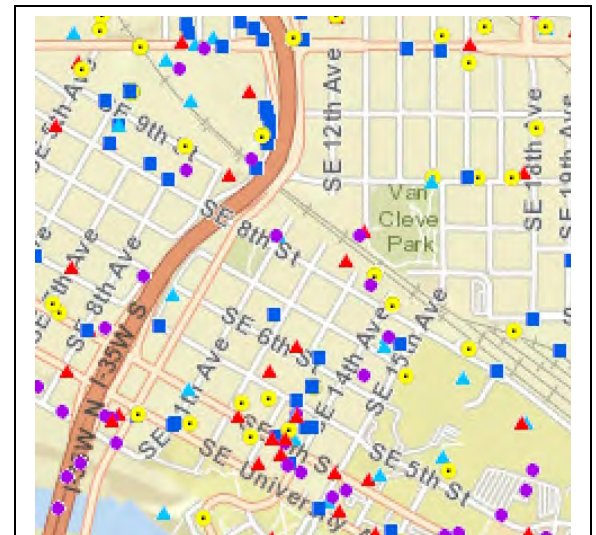 SE 9th St
SE 12th Ave
SE 18th Ave
SE 19th Ave
Van
Cleve
Park
SE 8th St
SE 8th Ave
I-35W S
SE 6th St
SE 14th Ave
SE 15th Ave
SE 11th Ave
I-35W N
SE 5th St
SE University A